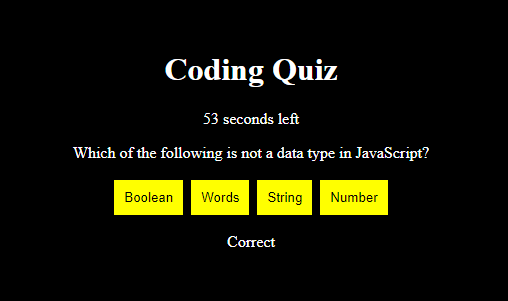 Coding Quiz
53 seconds left
Which of the following is not a data type in JavaScript?
Boolean Words String Number
Correct